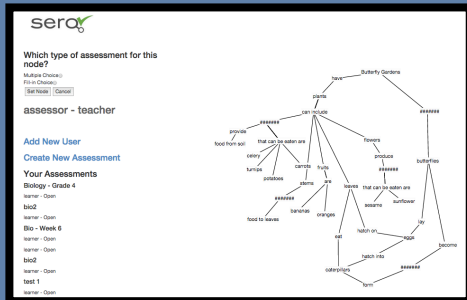 sero
Which type of assessment for this
node?
Multiple Choice
Fill-in Choice
Set Node Cancel
assessor - teacher
Add New User
Create New Assessment
Your Assessments
Biology - Grade 4
learner - Open
bio2
learner - Open
Bio - Week 6
learner - Open
bio2
learner - Open
test 1
learner - Open
Butterfly Gardens
have
plants
can include
#######
#######
provide
food from soil
that can be eaten are
flowers
celery
produce
butterflies
turnips
carrots
fruits
#######
potatoes
stems
are
leaves
that can be eaten are
#######
sesame
sunflower
food to leaves
bananas
oranges
lay
eat
hatch on
eggs
become
hatch into
caterpillars
#######
form